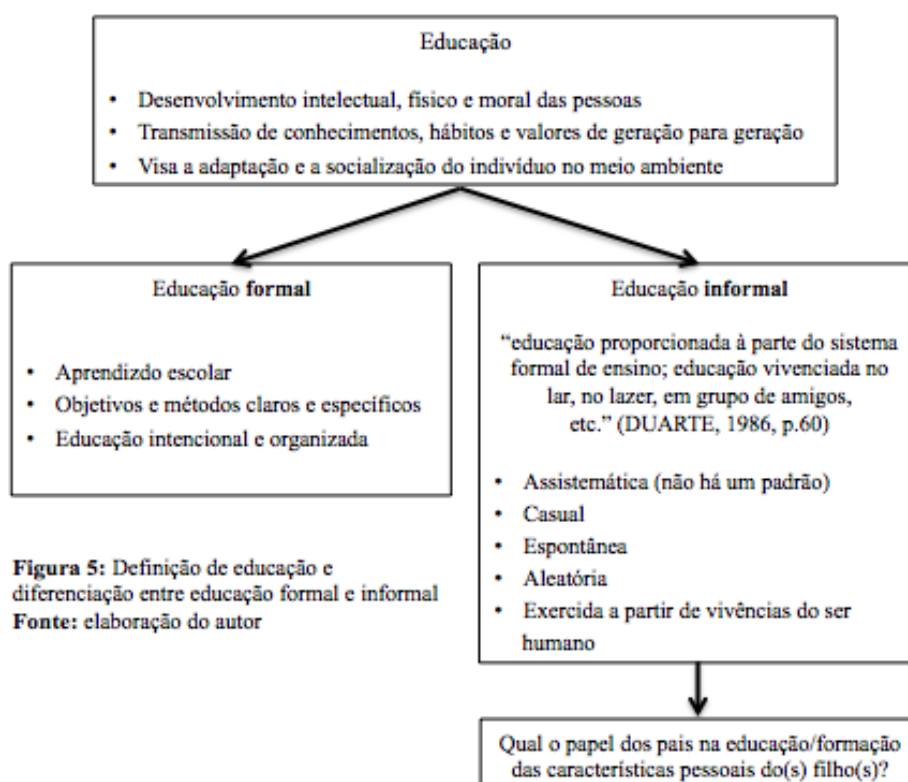 Educação
• Desenvolvimento intelectual, físico e moral das pessoas
• Transmissão de conhecimentos, hábitos e valores de geração para geração
• Visa a adaptação e a socialização do indivíduo no meio ambiente
Educação formal
• Aprendizdo escolar
• Objetivos e métodos claros e específicos
• Educação intencional e organizada
Educação informal
“educação proporcionada à parte do sistema
formal de ensino; educação vivenciada no
lar, no lazer, em grupo de amigos,
etc.” (DUARTE, 1986, p.60)
• Assistemática (não há um padrão)
• Casual
• Espontânea
• Aleatória
• Exercida a partir de vivências do ser
humano
Figura 5: Definição de educação e
diferenciação entre educação formal e informal
Fonte: elaboração do autor
Qual o papel dos pais na educação/formação
das características pessoais do(s) filho(s)?